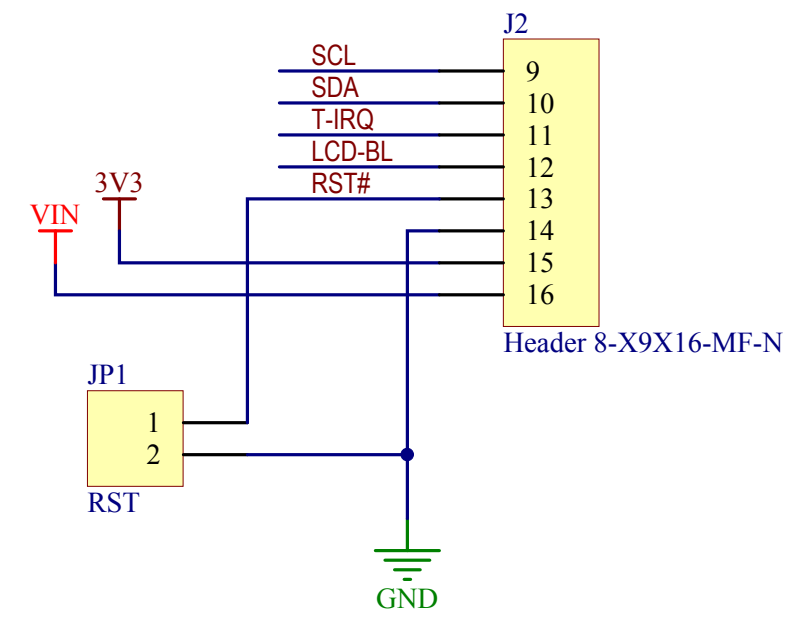 J2
SCL
9
SDA
10
T-IRQ
11
LCD-BL
12
3V3
RST#
13
VIN
14
15
16
Header 8-X9X16-MF-N
JP1
1
2
RST
GND